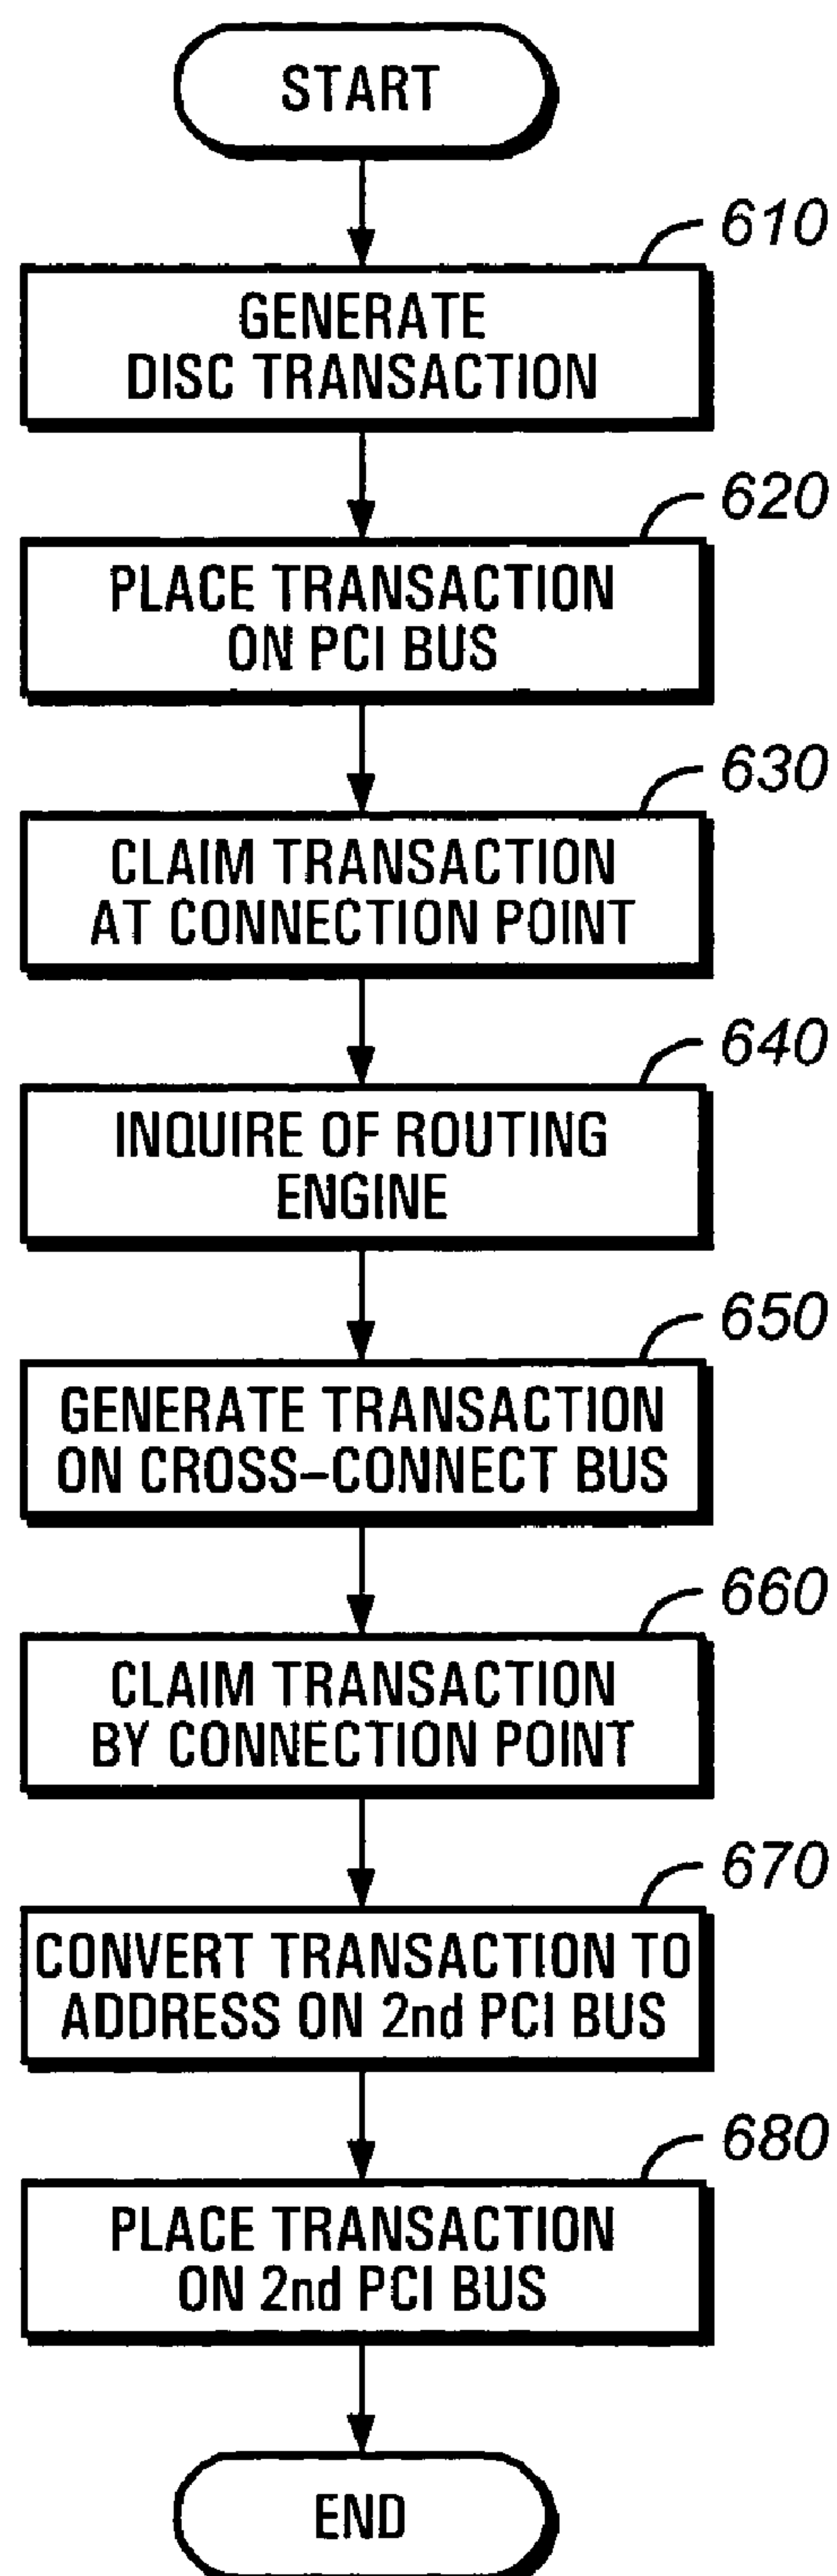 START
610
GENERATE
DISC TRANSACTION
620
PLACE TRANSACTION
ON PCI BUS
630
CLAIM TRANSACTION
AT CONNECTION POINT
640
INQUIRE OF ROUTING
ENGINE
650
GENERATE TRANSACTION
ON CROSS–CONNECT BUS
660
CLAIM TRANSACTION
BY CONNECTION POINT
670
CONVERT TRANSACTION TO
ADDRESS ON 2nd PCI BUS
680
PLACE TRANSACTION
ON 2nd PCI BUS
END